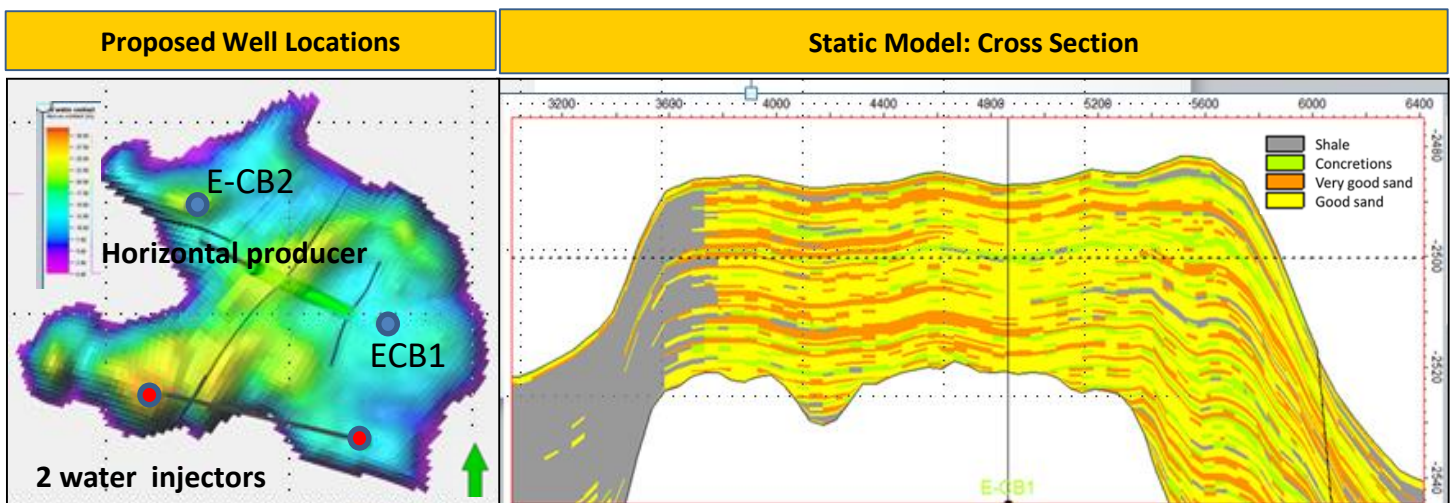 Proposed Well Locations
Static Model: Cross Section
E-CB2
Horizontal producer
ECB1
2 water injectors
3200 3600 4000 4400 4800 5200 5600 6000 6400
Shale
Concretions
Very good sand
Good sand
-2480
-2500
-2520
-2540
E-CB1